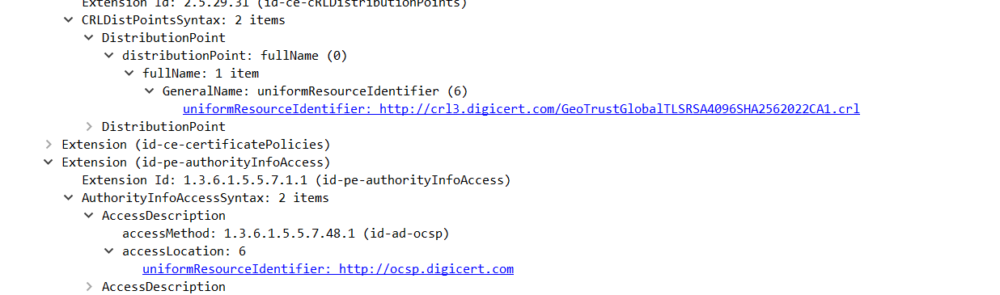 Extension Id: 2.5.29.31 (id-ce-cRLDistributionPoints)
CRLDistPointsSyntax: 2 items
DistributionPoint
distributionPoint: fullName (0)
fullName: 1 item
GeneralName: uniformResourceIdentifier (6)
uniformResourceIdentifier: http://crl3.digicert.com/GeoTrustGlobalTLSRSA4096SHA2562022CA1.crl
DistributionPoint
Extension (id-ce-certificatePolicies)
Extension (id-pe-authorityInfoAccess)
Extension Id: 1.3.6.1.5.5.7.1.1 (id-pe-authorityInfoAccess)
AuthorityInfoAccessSyntax: 2 items
AccessDescription
accessMethod: 1.3.6.1.5.5.7.48.1 (id-ad-ocsp)
accessLocation: 6
uniformResourceIdentifier: http://ocsp.digicert.com
AccessDescription